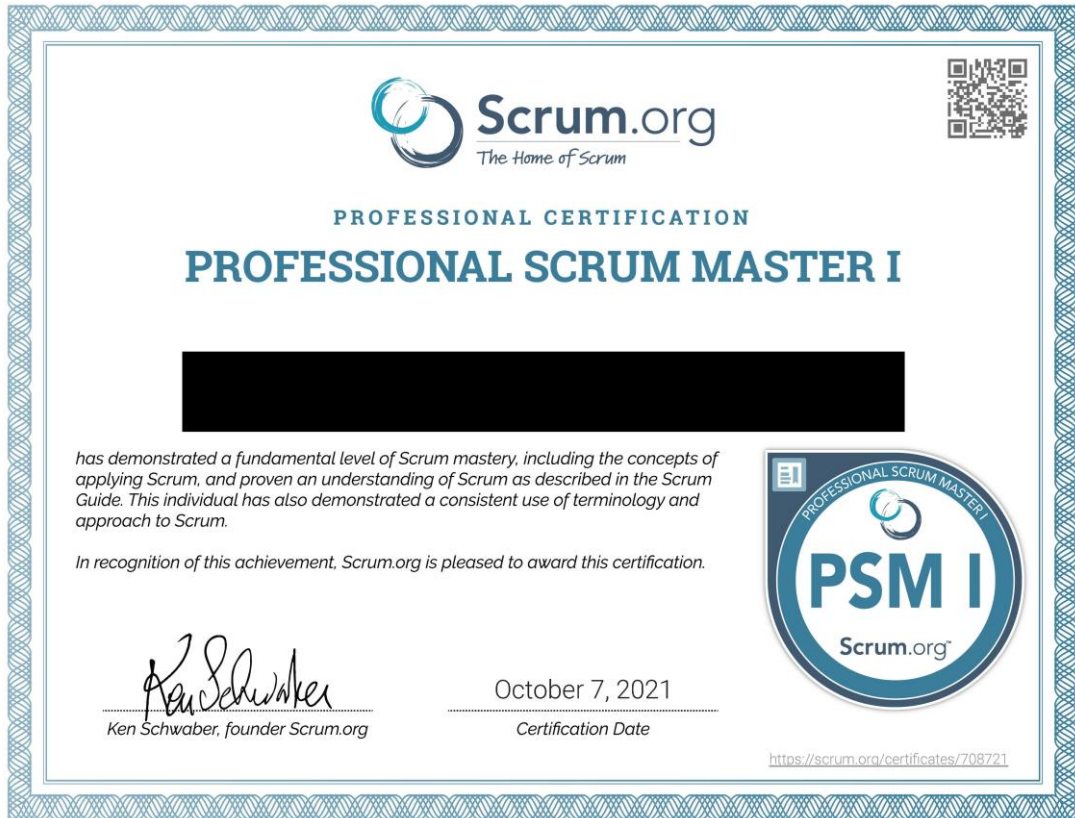 Scrum.org
The Home of Scrum
PROFESSIONAL CERTIFICATION
PROFESSIONAL SCRUM MASTER I
has demonstrated a fundamental level of Scrum mastery, including the concepts of
applying Scrum, and proven an understanding of Scrum as described in the Scrum
Guide. This individual has also demonstrated a consistent use of terminology and
approach to Scrum.
In recognition of this achievement, Scrum.org is pleased to award this certification.
PROFESSIONAL SCRUM MASTER I
PSM I
Scrum.org™
Ken Schwaber
October 7, 2021
Ken Schwaber, founder Scrum.org
Certification Date
https://scrum.org/certificates/708721